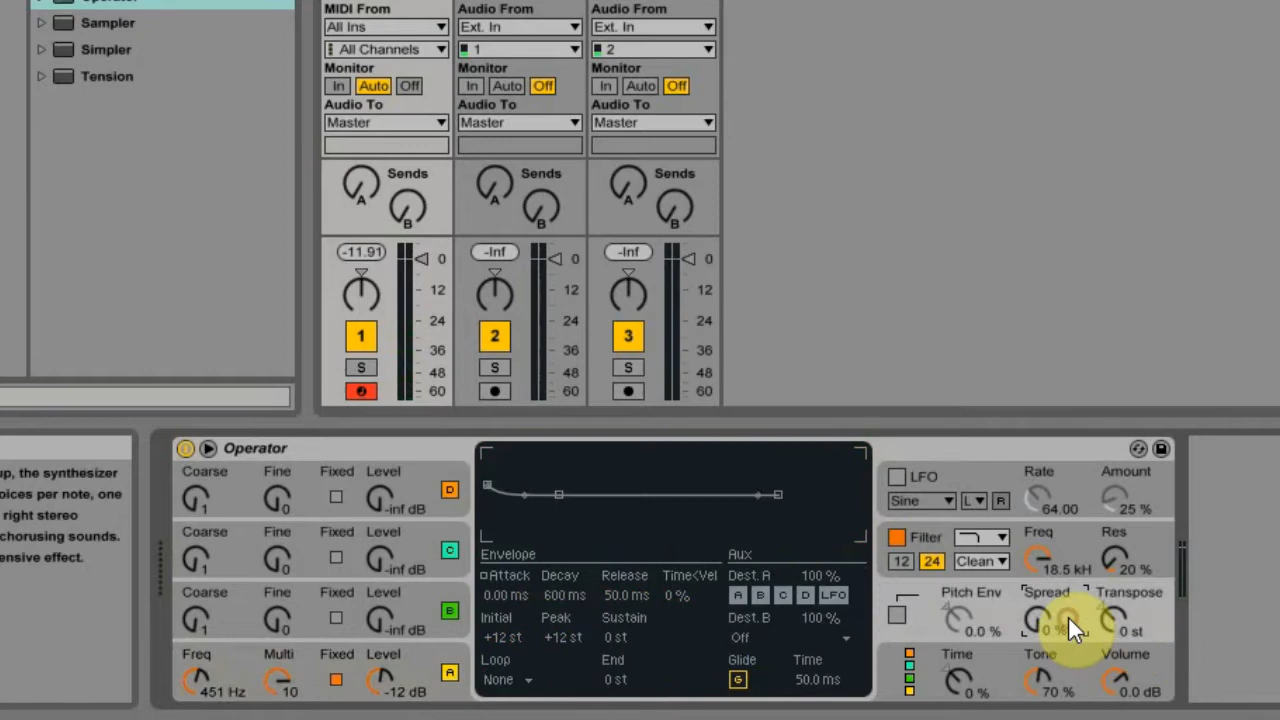 Operator
Sampler
Simpler
Tension
MIDI From
All Ins
All Channels
Monitor
In Auto Off
Audio To
Master
Sends
A
B
-11.91
0
12
24
36
48
60
1
S
Audio From
Ext. In
1
Monitor
In Auto Off
Audio To
Master
Sends
A
B
-Inf
0
12
24
36
48
60
2
S
Audio From
Ext. In
2
Monitor
In Auto Off
Audio To
Master
Sends
A
B
-Inf
0
12
24
36
48
60
3
S
up, the synthesizer
oices per note, one
right stereo
chorusing sounds.
ensive effect.
Operator
Coarse Fine Fixed Level
1 0 -inf dB D
Coarse Fine Fixed Level
1 0 -inf dB C
Coarse Fine Fixed Level
1 0 -inf dB B
Freq Multi Fixed Level
451 Hz 10 -12 dB A
Envelope Aux
Attack Decay Release Time<Vel Dest. A 100 %
0.00 ms 600 ms 50.0 ms 0 % A B C D LFO
Initial Peak Sustain Dest. B 100 %
+12 st +12 st 0 st Off
Loop End Glide Time
None 0 st G 50.0 ms
LFO Rate Amount
Sine L R 64.00 25 %
Filter Freq Res
12 24 Clean 18.5 kH 20 %
Pitch Env Spread Transpose
0.0 % 0 % 0 st
Time Tone Volume
0 % 70 % 0.0 dB